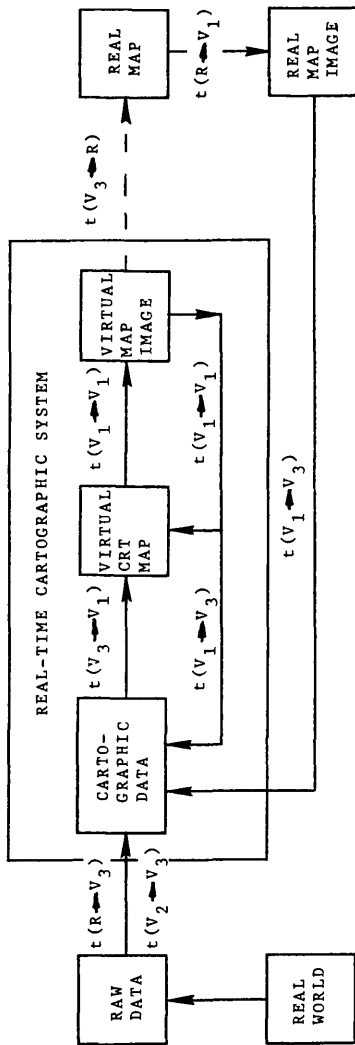 REAL-TIME CARTOGRAPHIC SYSTEM
RAW
DATA
REAL
WORLD
t(R→V₃)
t(V₂→V₃)
CARTO-
GRAPHIC
DATA
t(V₃→V₁)
VIRTUAL
CRT
MAP
t(V₁→V₁)
VIRTUAL
MAP
IMAGE
t(V₁→V₃)
t(V₁→V₁)
t(V₃→R)
REAL
MAP
t(R→V₁)
REAL
MAP
IMAGE
t(V₁→V₃)